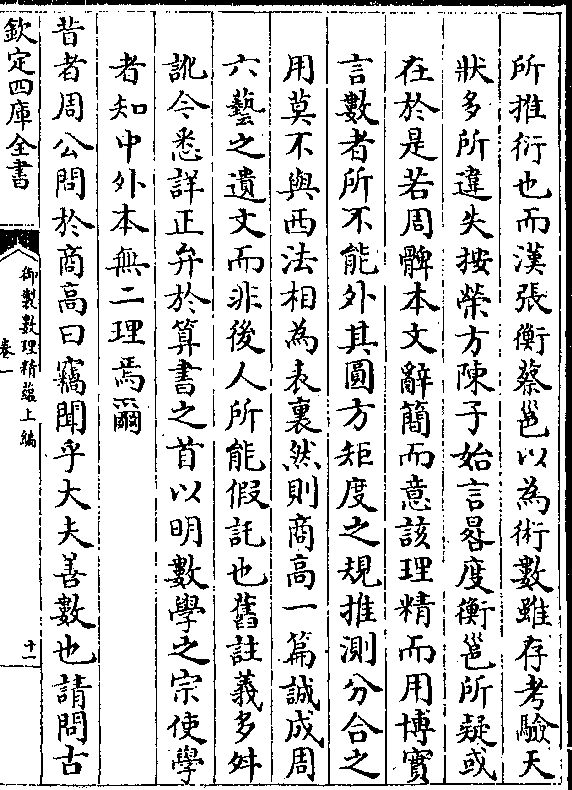 所推衍也而漢張衡蔡邕以為術數雖存考驗天
狀多所違失按榮方陳子始言晷度衡邕所疑或
在於是若周髀本文辭簡而意該理精而用博實
言數者所不能外其圓方矩度之規推測分合之
用莫不與西法相為表裏然則商高一篇誠成周
六藝之遺文而非後人所能假託也舊註義多舛
訛今悉詳正弁於算書之首以明數學之宗使學
者知中外本無二理焉爾
昔者周公問於商高曰竊聞乎大夫善數也請問古
欽定四庫全書
御製數理精蘊上編
卷一
十一